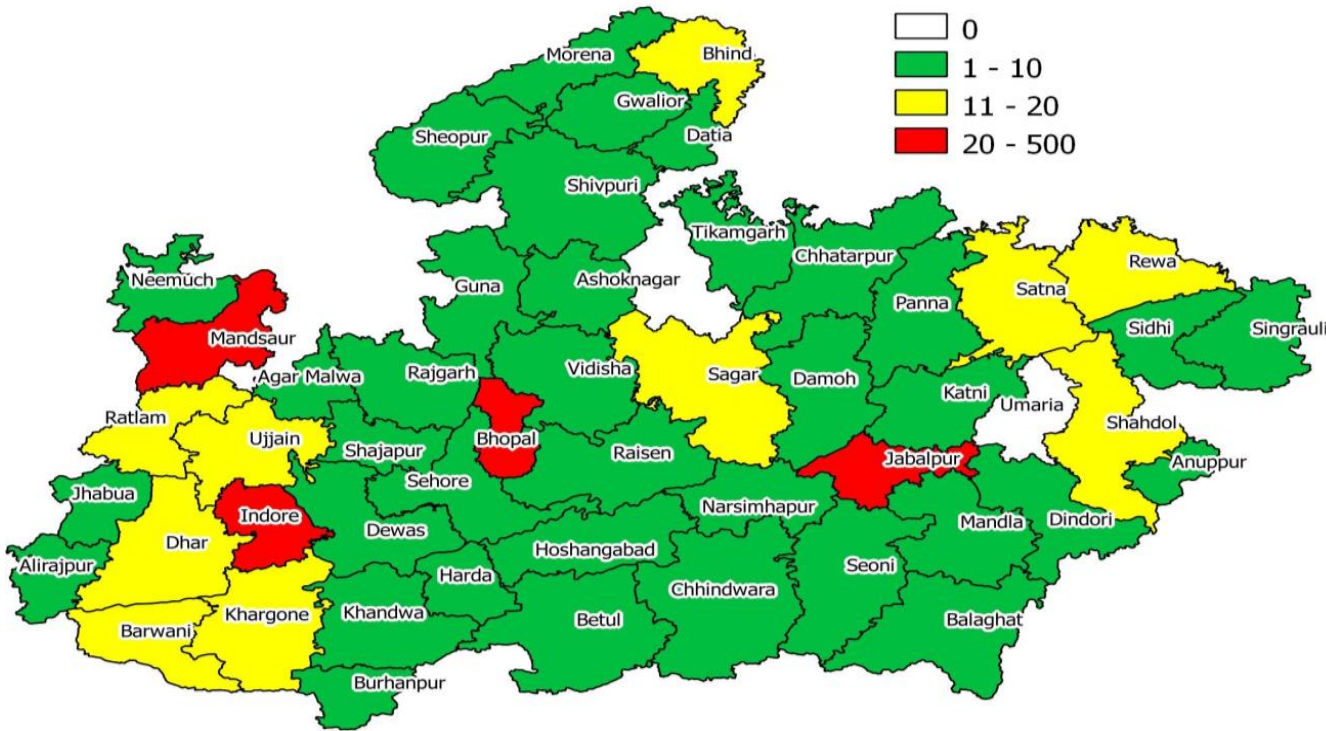 0
1 - 10
11 - 20
20 - 500
Morena
Bhind
Gwalior
Sheopur
Datia
Shivpuri
Tikamgarh
Chhatarpur
Neemuch
Guna
Ashoknagar
Panna
Satna
Rewa
Sidhi
Singrauli
Mandsaur
Agar Malwa
Rajgarh
Vidisha
Sagar
Damoh
Katni
Umaria
Ratlam
Ujjain
Shajapur
Bhopal
Raisen
Jabalpur
Shahdol
Anuppur
Jhabua
Sehore
Narsimhapur
Indore
Dewas
Mandla
Dindori
Dhar
Hoshangabad
Alirajpur
Harda
Chhindwara
Seoni
Khargone
Khandwa
Betul
Balaghat
Barwani
Burhanpur